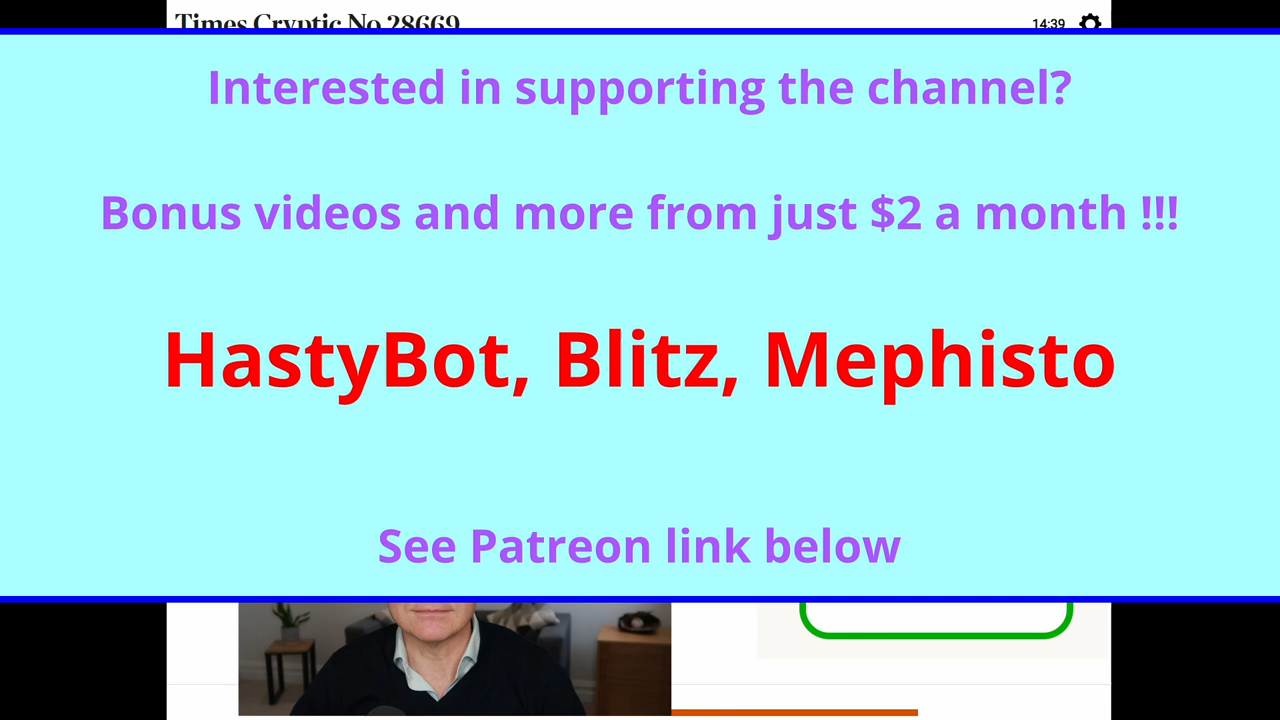 Times Cryptic No 28669
14:39
Interested in supporting the channel?
Bonus videos and more from just $2 a month !!!
HastyBot, Blitz, Mephisto
See Patreon link below